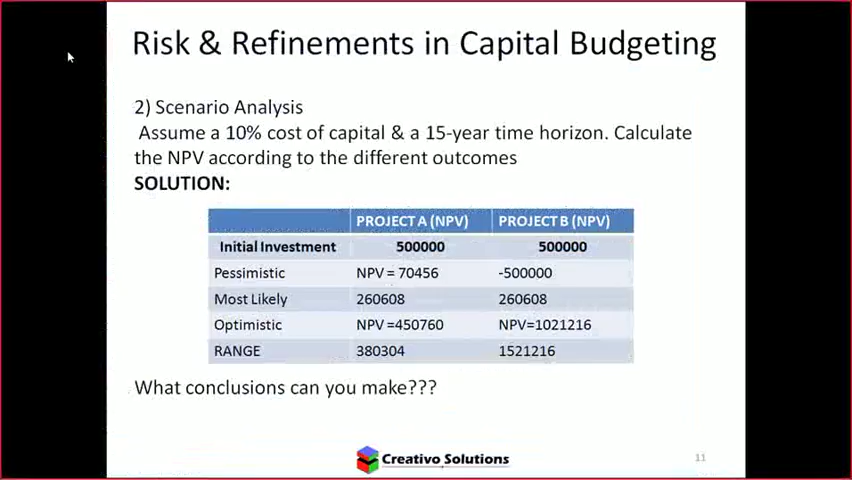 Risk & Refinements in Capital Budgeting
2) Scenario Analysis
Assume a 10% cost of capital & a 15-year time horizon. Calculate
the NPV according to the different outcomes
SOLUTION:
PROJECT A (NPV) PROJECT B (NPV)
Initial Investment 500000 500000
Pessimistic NPV = 70456 -500000
Most Likely 260608 260608
Optimistic NPV =450760 NPV=1021216
RANGE 380304 1521216
What conclusions can you make???
Creativo Solutions
11